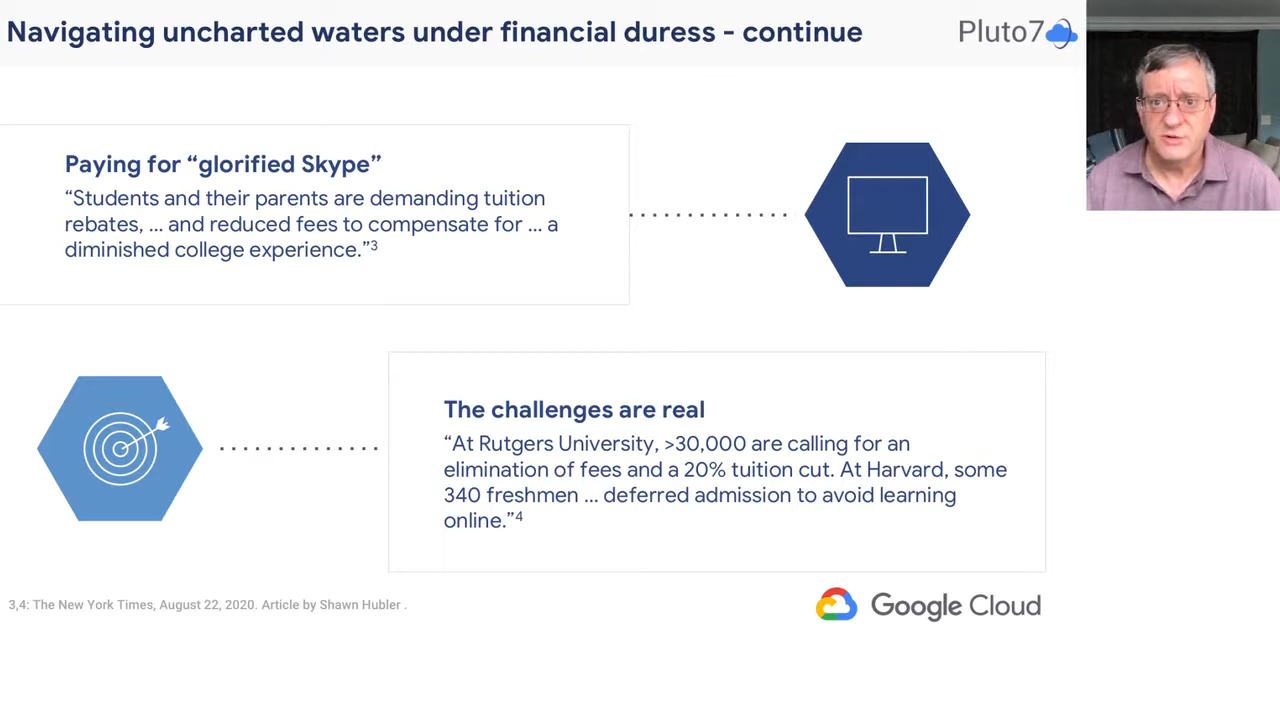 Navigating uncharted waters under financial duress - continue
Pluto7
Paying for “glorified Skype”
“Students and their parents are demanding tuition
rebates, ... and reduced fees to compensate for ... a
diminished college experience.”3
The challenges are real
“At Rutgers University, >30,000 are calling for an
elimination of fees and a 20% tuition cut. At Harvard, some
340 freshmen ... deferred admission to avoid learning
online.”4
3,4: The New York Times, August 22, 2020. Article by Shawn Hubler .
Google Cloud